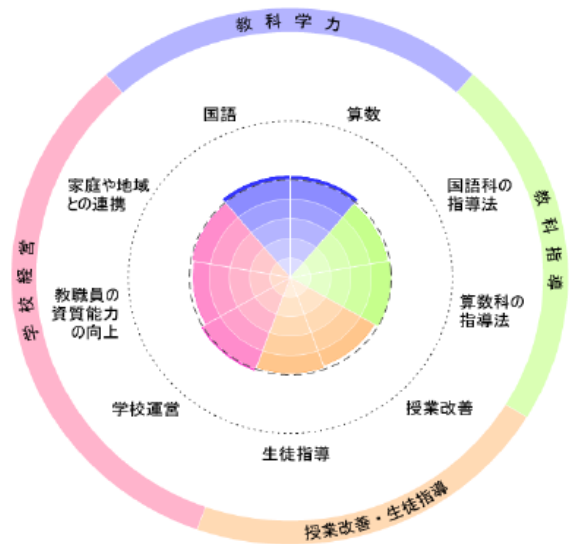 教科学力
国語
算数
家庭や地域
との連携
国語科の
指導法
教科指導
学校経営
教職員の
資質能力
の向上
算数科の
指導法
学校運営
授業改善
生徒指導
授業改善・生徒指導